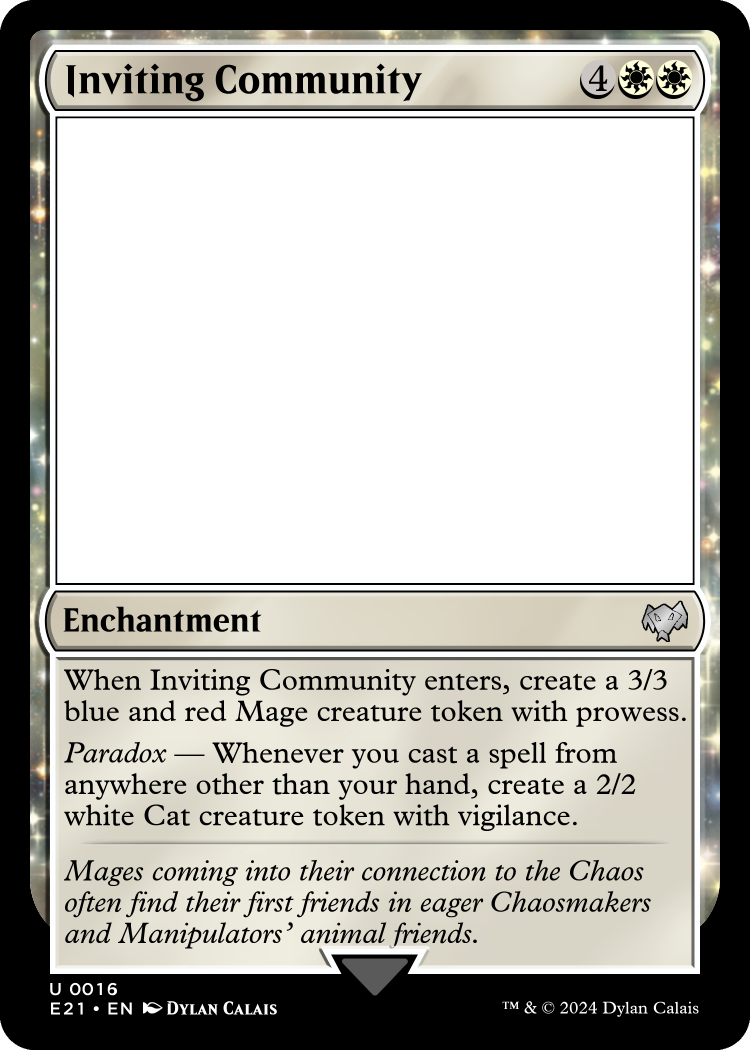 Inviting Community 4
Enchantment
When Inviting Community enters, create a 3/3
blue and red Mage creature token with prowess.
Paradox — Whenever you cast a spell from
anywhere other than your hand, create a 2/2
white Cat creature token with vigilance.
Mages coming into their connection to the Chaos
often find their first friends in eager Chaosmakers
and Manipulators’ animal friends.
U 0016
E21 • EN Dylan Calais
™ & © 2024 Dylan Calais